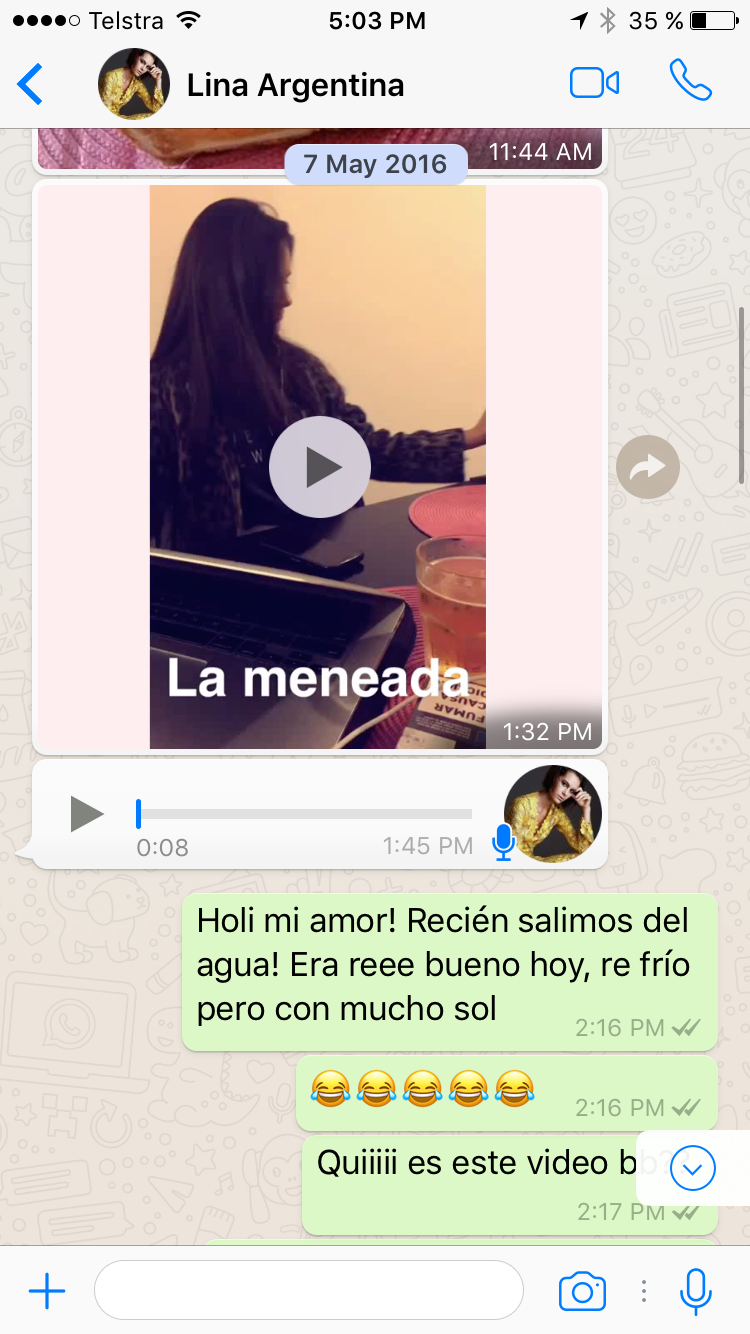 Telstra 5:03 PM 35 %
Lina Argentina
11:44 AM
7 May 2016
La meneada
FUMAR
CAUSA
1:32 PM
0:08 1:45 PM
Holi mi amor! Recién salimos del
agua! Era reee bueno hoy, re frío
pero con mucho sol
2:16 PM
😂😂😂😂😂 2:16 PM
Quiiiii es este video bb?
2:17 PM